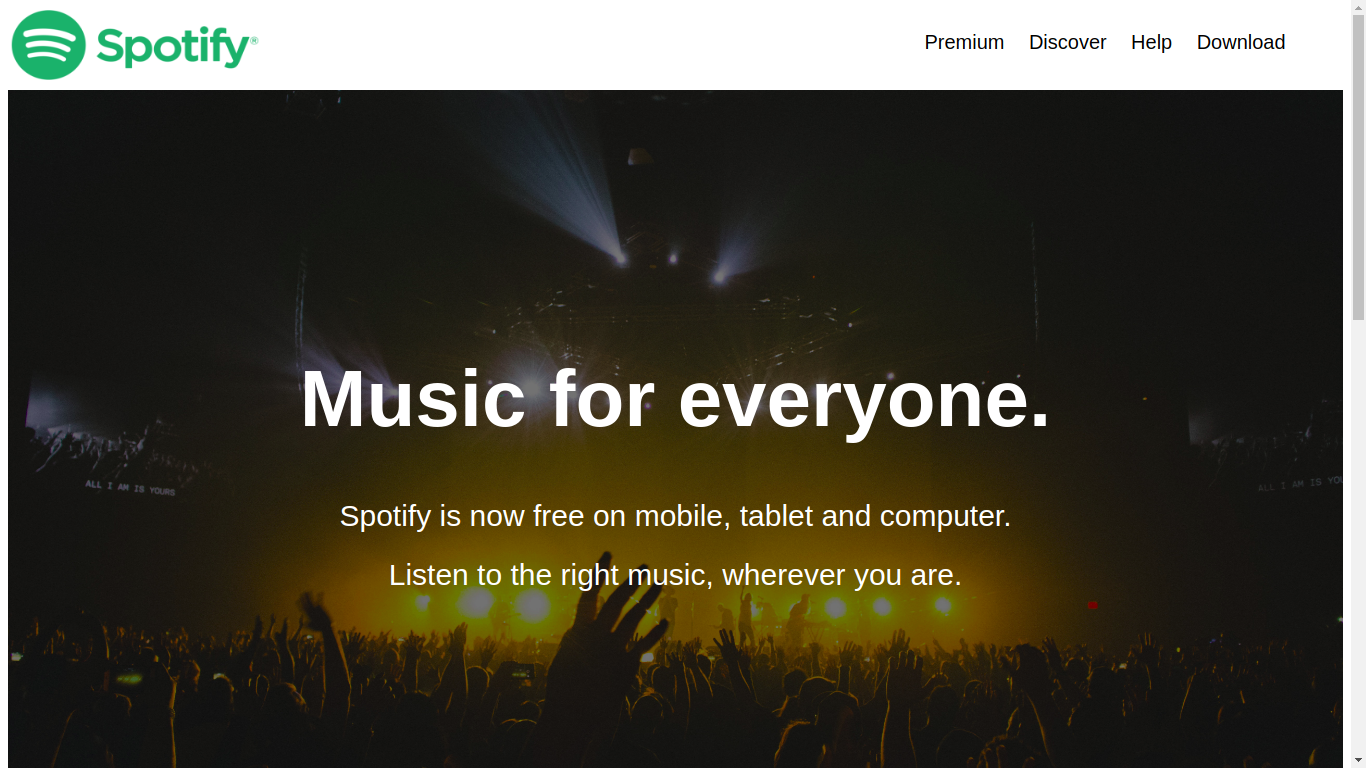 Spotify®
Premium Discover Help Download
Music for everyone.
ALL I AM IS YOURS
ALL I AM IS YOU
Spotify is now free on mobile, tablet and computer.
Listen to the right music, wherever you are.